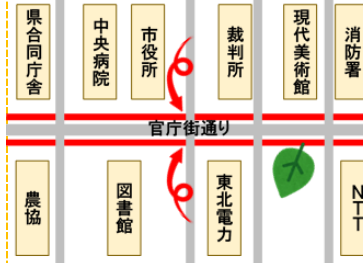 県合同庁舎
中央病院
市役所
裁判所
現代美術館
消防署
官庁街通り
農協
図書館
東北電力
NTT